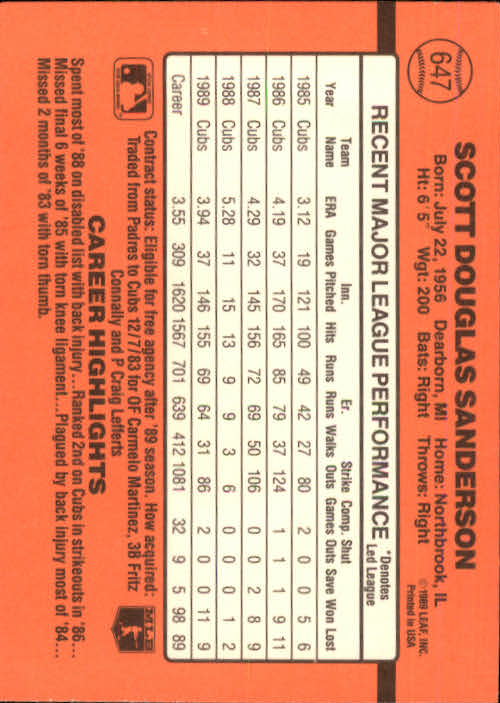 647
SCOTT DOUGLAS SANDERSON
Born: July 22, 1956 Dearborn, MI Home: Northbrook, IL
Ht: 6' 5" Wgt: 200 Bats: Right Throws: Right
© 1989 LEAF, INC.
Printed in USA
RECENT MAJOR LEAGUE PERFORMANCE *Denotes Led League
Team Inn. Er. Strike Comp. Shut
Year Name ERA Games Pitched Hits Runs Runs Walks Outs Games Outs Save Won Lost
1985 Cubs 3.12 19 121 100 49 42 27 80 2 0 0 5 6
1986 Cubs 4.19 37 170 165 85 79 37 124 1 1 1 9 11
1987 Cubs 4.29 32 145 156 72 69 50 106 0 0 2 8 9
1988 Cubs 5.28 11 15 13 9 9 3 6 0 0 0 1 2
1989 Cubs 3.94 37 146 155 69 64 31 86 2 0 0 11 9
Career 3.55 309 1620 1567 701 639 412 1081 32 9 5 98 89
Contract status: Eligible for free agency after '89 season. How acquired:
Traded from Padres to Cubs 12/7/83 for OF Carmelo Martinez, 38 Fritz
Connally and P Craig Lefferts
MLB
CAREER HIGHLIGHTS
Spent most of '88 on disabled list with back injury...Ranked 2nd on Cubs in strikeouts in '86...
Missed final 6 weeks of '85 with torn knee ligament...Plagued by back injury most of '84...
Missed 2 months of '83 with torn thumb.